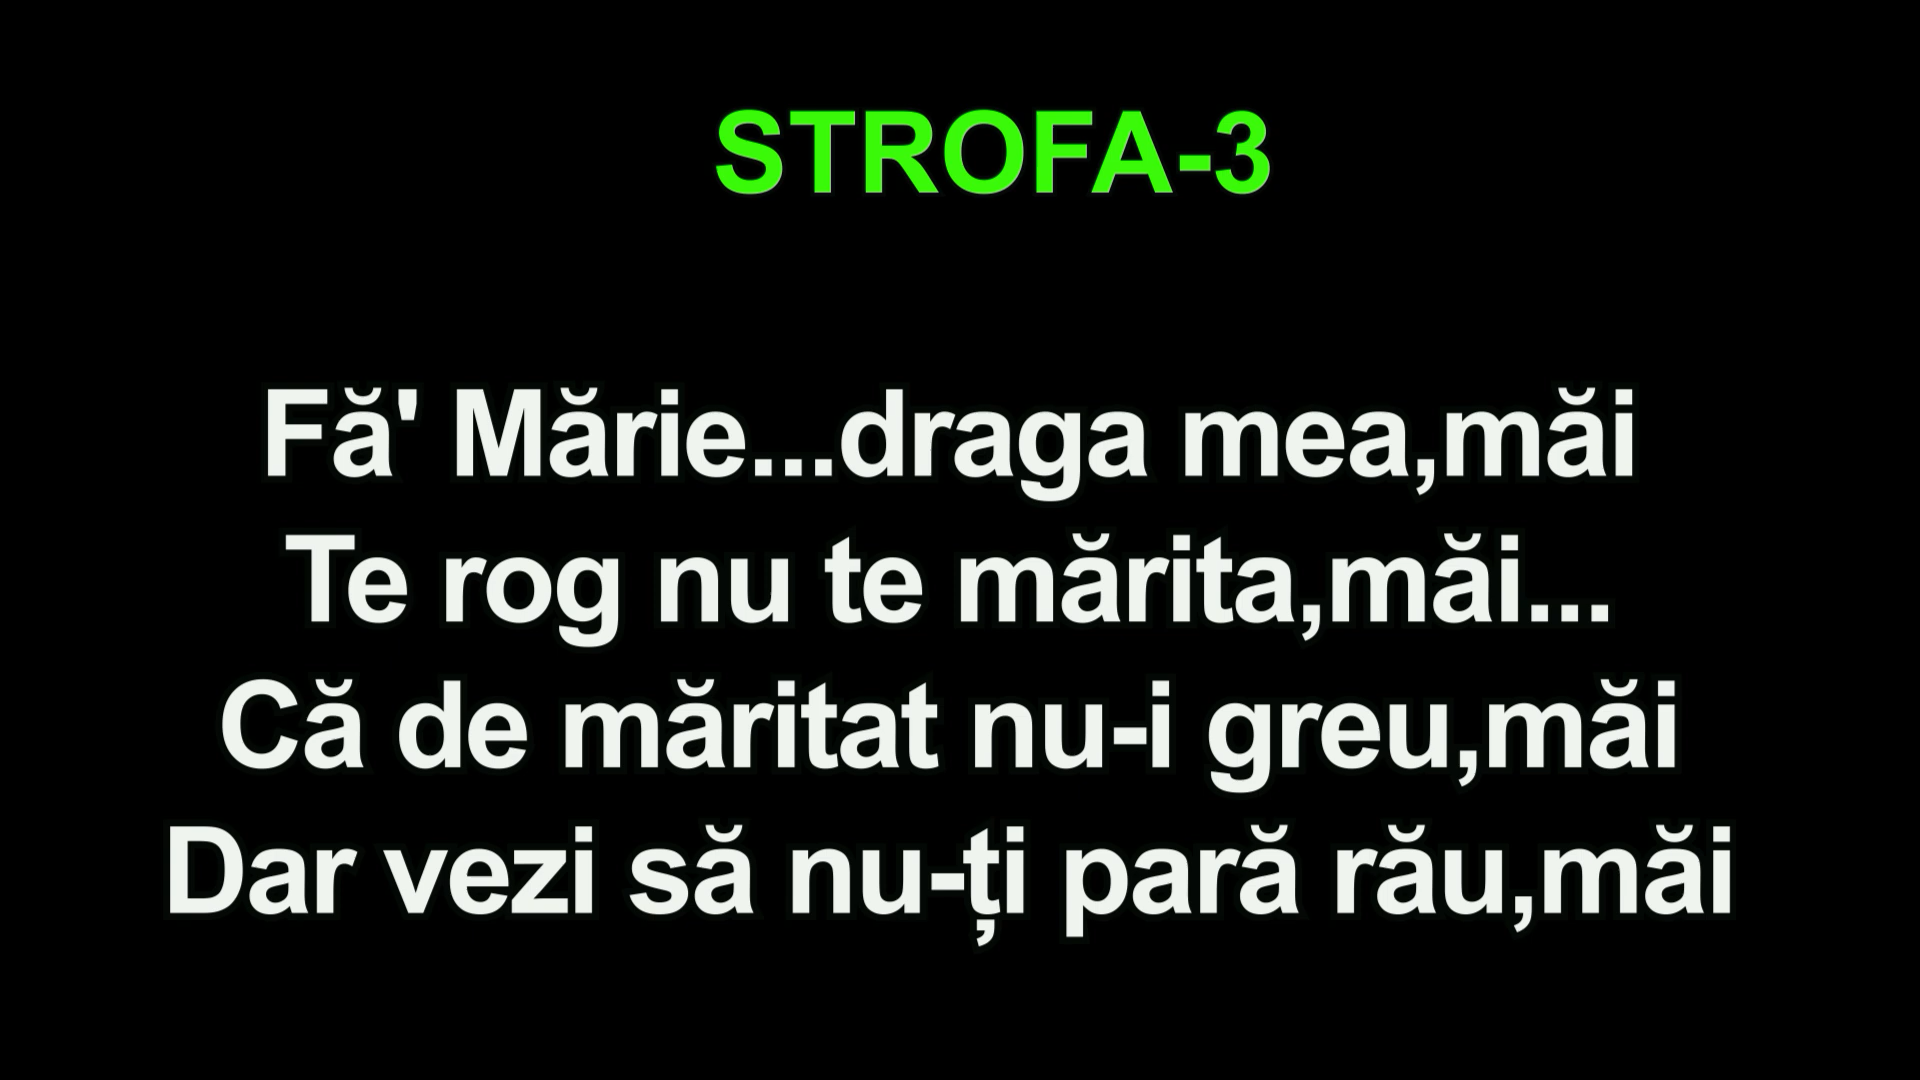 STROFA-3
Fă' Mărie...draga mea,măi
Te rog nu te mărita,măi...
Că de măritat nu-i greu,măi
Dar vezi să nu-ți pară rău,măi